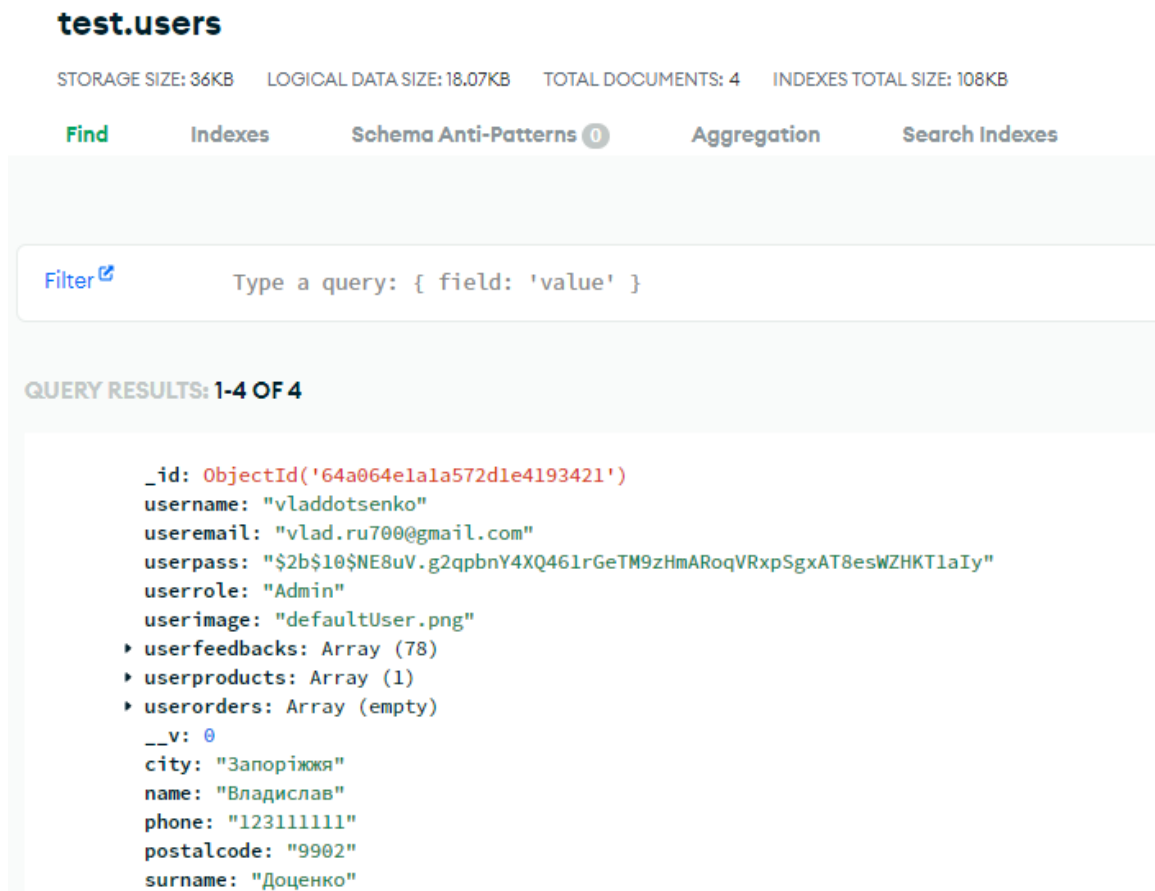 test.users
STORAGE SIZE: 36KB LOGICAL DATA SIZE: 18.07KB TOTAL DOCUMENTS: 4 INDEXES TOTAL SIZE: 108KB
Find Indexes Schema Anti-Patterns 0 Aggregation Search Indexes
Filter Type a query: { field: 'value' }
QUERY RESULTS: 1-4 OF 4
_id: ObjectId('64a064e1a1a572d1e4193421')
username: "vladdotsenko"
useremail: "vlad.ru700@gmail.com"
userpass: "$2b$10$NE8uV.g2qpbnY4XQ461rGeTM9zHmARoqVRxpSgxAT8esWZHKT1aIy"
userrole: "Admin"
userimage: "defaultUser.png"
userfeedbacks: Array (78)
userproducts: Array (1)
userorders: Array (empty)
__v: 0
city: "Запоріжжя"
name: "Владислав"
phone: "123111111"
postalcode: "9902"
surname: "Доценко"